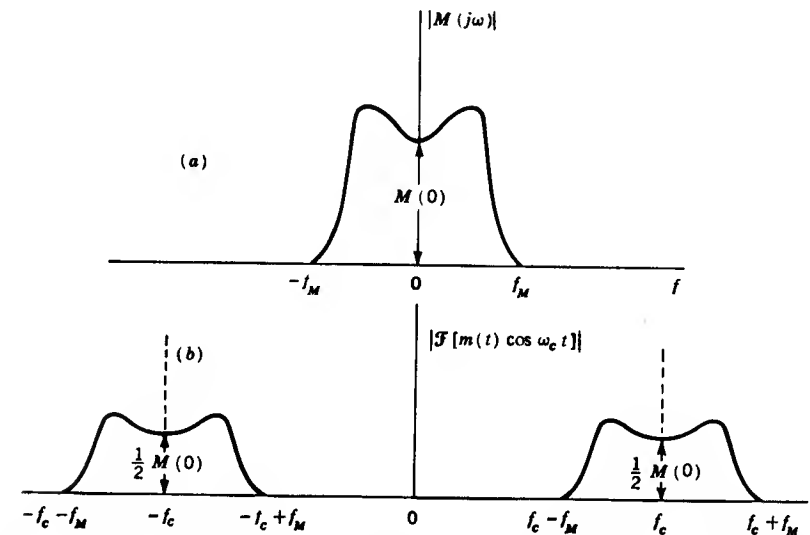 |M(jω)|
(a)
M(0)
-f_M 0 f_M f
(b) |ℱ[m(t) cos ω_c t]|
1/2 M(0) 1/2 M(0)
-f_c -f_M -f_c -f_c + f_M 0 f_c - f_M f_c f_c + f_M